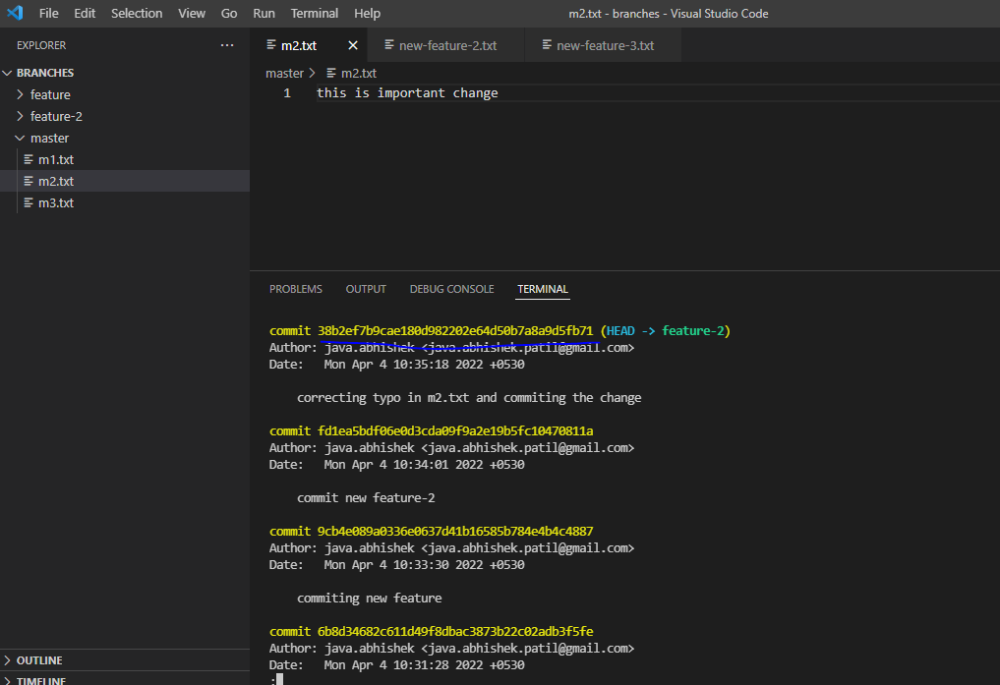 File Edit Selection View Go Run Terminal Help
m2.txt - branches - Visual Studio Code
EXPLORER
···
BRANCHES
feature
feature-2
master
m1.txt
m2.txt
m3.txt
OUTLINE
TIMELINE
m2.txt
new-feature-2.txt
new-feature-3.txt
master > m2.txt
1 this is important change
PROBLEMS OUTPUT DEBUG CONSOLE TERMINAL
commit 38b2ef7b9cae180d982202e64d50b7a8a9d5fb71 (HEAD -> feature-2)
Author: java.abhishek <java.abhishek.patil@gmail.com>
Date: Mon Apr 4 10:35:18 2022 +0530
correcting typo in m2.txt and commiting the change
commit fd1ea5bdf06e0d3cda09f9a2e19b5fc10470811a
Author: java.abhishek <java.abhishek.patil@gmail.com>
Date: Mon Apr 4 10:34:01 2022 +0530
commit new feature-2
commit 9cb4e089a0336e0637d41b16585b784e4b4c4887
Author: java.abhishek <java.abhishek.patil@gmail.com>
Date: Mon Apr 4 10:33:30 2022 +0530
commiting new feature
commit 6b8d34682c611d49f8dbac3873b22c02adb3f5fe
Author: java.abhishek <java.abhishek.patil@gmail.com>
Date: Mon Apr 4 10:31:28 2022 +0530
: